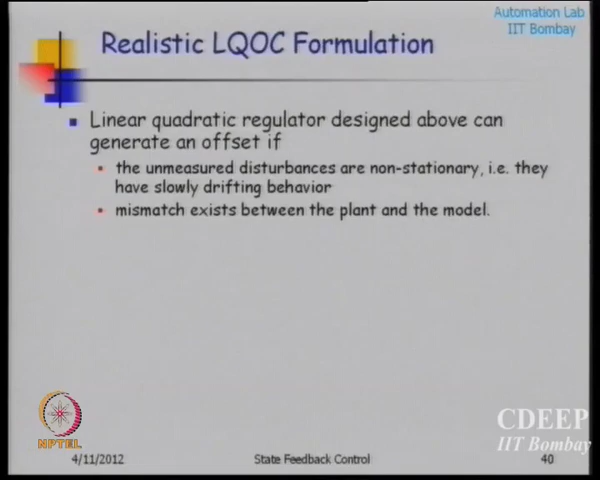 Automation Lab
IIT Bombay
Realistic LQOC Formulation
Linear quadratic regulator designed above can
generate an offset if
the unmeasured disturbances are non-stationary, i.e. they
have slowly drifting behavior
mismatch exists between the plant and the model.
NPTEL
CDEEP
IIT Bombay
4/11/2012
State Feedback Control
40